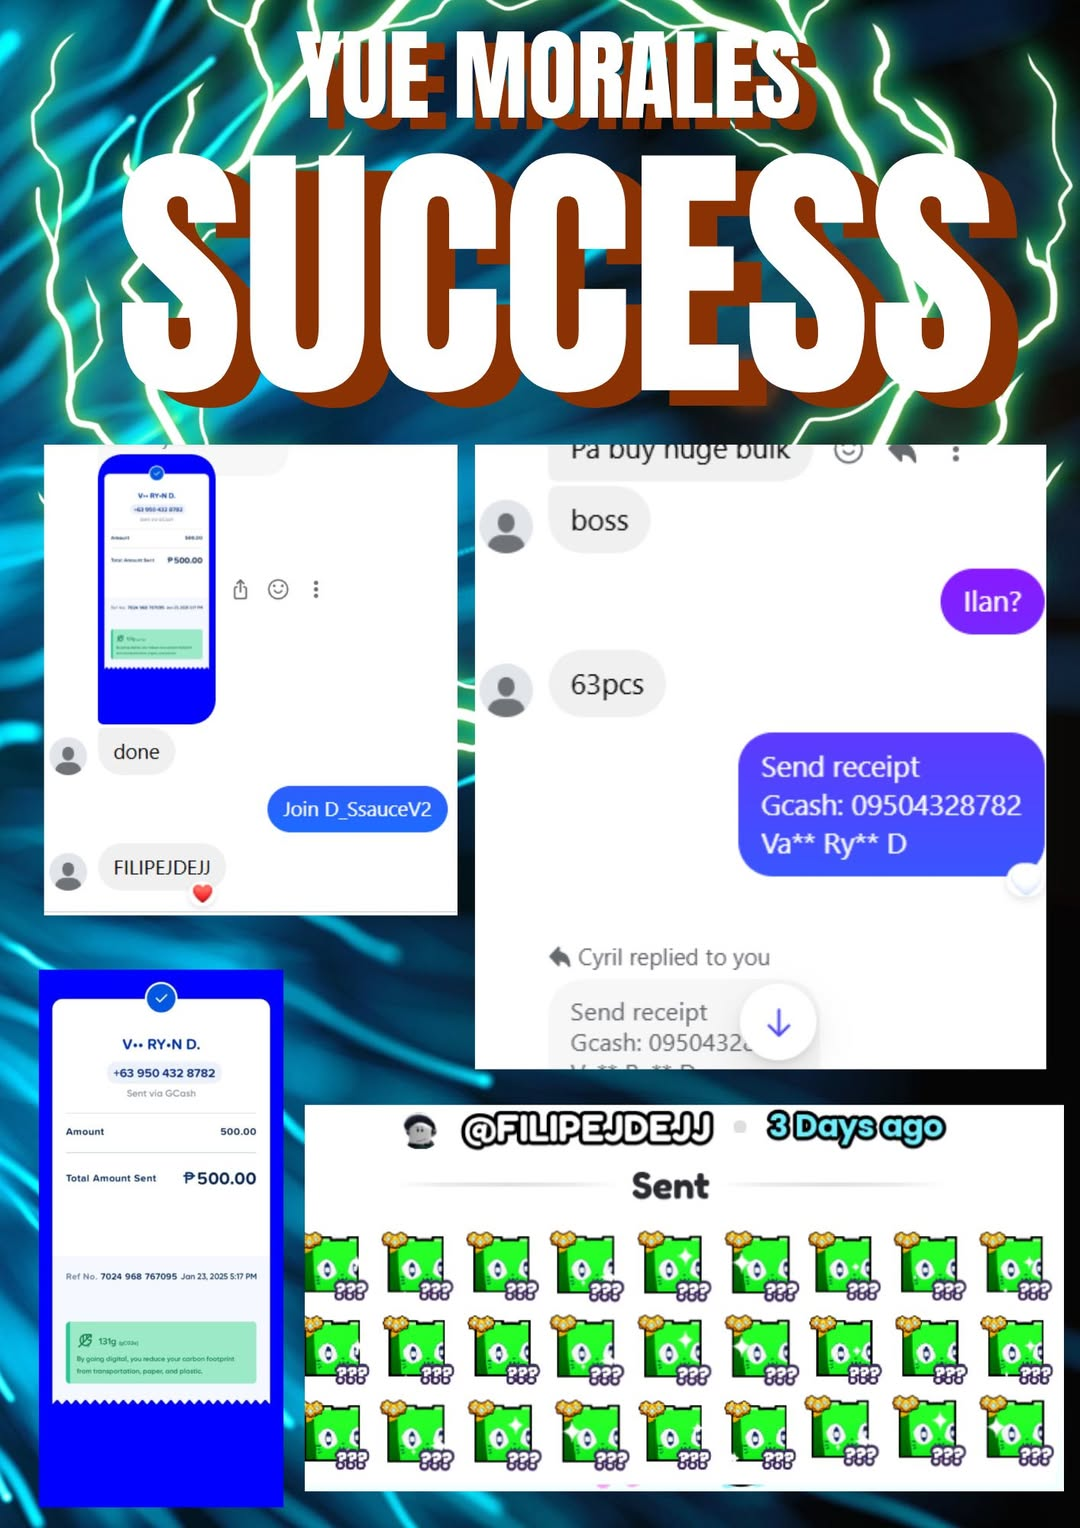 YUE MORALES
SUCCESS
V•• RY•N D.
+63 950 432 8782
Sent via GCash
Amount 500.00
Total Amount Sent ₱500.00
Ref No. 7024 968 767095 Jan 23, 2025 5:17 PM
131g
done
Join D_SsauceV2
FILIPEJDEJJ
Pa buy huge bulk
boss
Ilan?
63pcs
Send receipt
Gcash: 09504328782
Va** Ry** D
Cyril replied to you
Send receipt
Gcash: 0950432
V•• RY•N D.
+63 950 432 8782
Sent via GCash
Amount 500.00
Total Amount Sent ₱500.00
Ref No. 7024 968 767095 Jan 23, 2025 5:17 PM
131g
By going digital, you reduce your carbon footprint
from transportation, paper, and plastic.
@FILIPEJDEJJ 3 Days ago
Sent
??? ??? ??? ??? ??? ??? ??? ??? ???
??? ??? ??? ??? ??? ??? ??? ??? ???
??? ??? ??? ??? ??? ??? ??? ??? ???